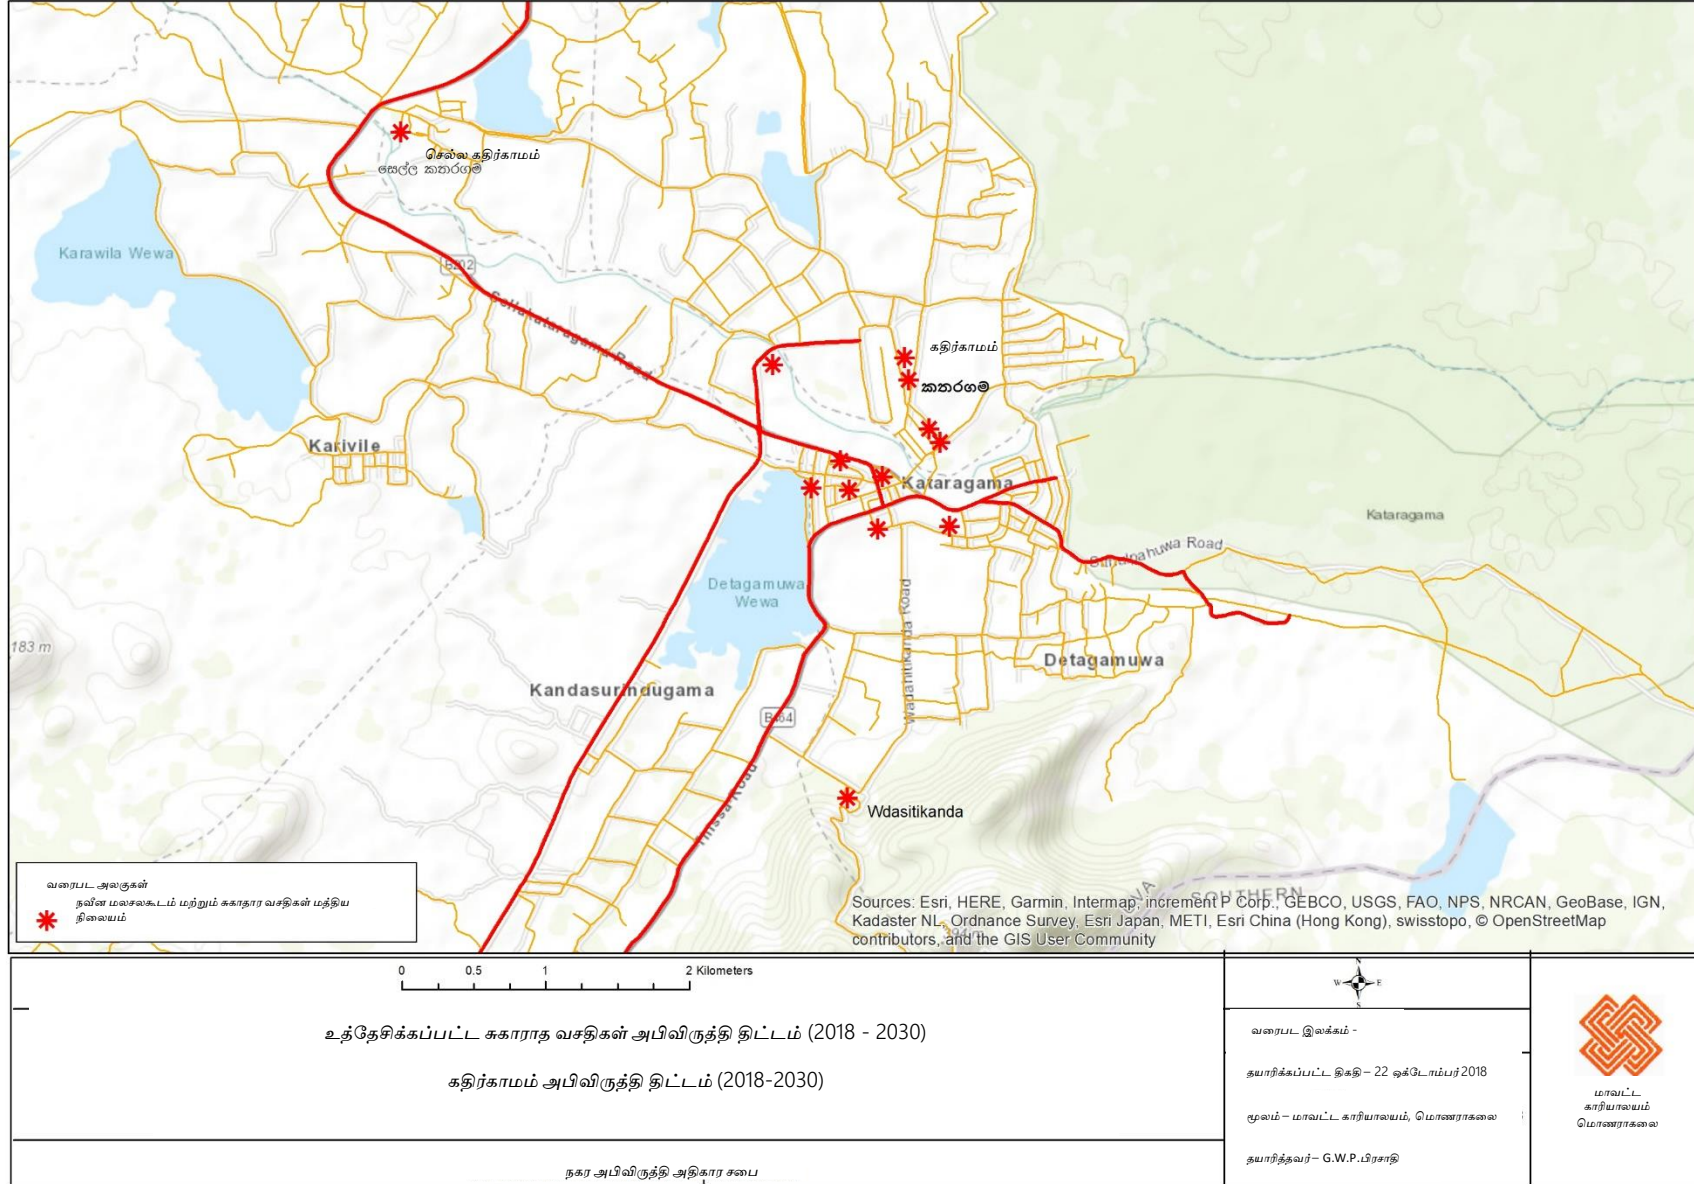 செல்ல கதிர்காமம்
සෙල්ල කතරගම
Karawila Wewa
B202
Sellakataragama Road
கதிர்காமம்
කතරගම
Karivile
Kataragama
Kataragama
Sithulpahuwa Road
Detagamuwa
Wewa
Wadahitikanda Road
183 m
Detagamuwa
Kandasurindugama
B464
Tissa Road
Wdasitikanda
வரைபட அலகுகள்
நவீன மலசலகூடம் மற்றும் சுகாதார வசதிகள் மத்திய
நிலையம்
UVA
SOUTHERN
394 m
Sources: Esri, HERE, Garmin, Intermap, increment P Corp., GEBCO, USGS, FAO, NPS, NRCAN, GeoBase, IGN,
Kadaster NL, Ordnance Survey, Esri Japan, METI, Esri China (Hong Kong), swisstopo, © OpenStreetMap
contributors, and the GIS User Community
0 0.5 1 2 Kilometers
உத்தேசிக்கப்பட்ட சுகாராத வசதிகள் அபிவிருத்தி திட்டம் (2018 - 2030)
கதிர்காமம் அபிவிருத்தி திட்டம் (2018-2030)
நகர அபிவிருத்தி அதிகார சபை
N
W E
S
வரைபட இலக்கம் -
தயாரிக்கப்பட்ட திகதி – 22 ஒக்டோம்பர் 2018
மூலம் – மாவட்ட காரியாலயம், மொணராகலை
தயாரித்தவர் – G.W.P.பிரசாதி
மாவட்ட
காரியாலயம்
மொணராகலை